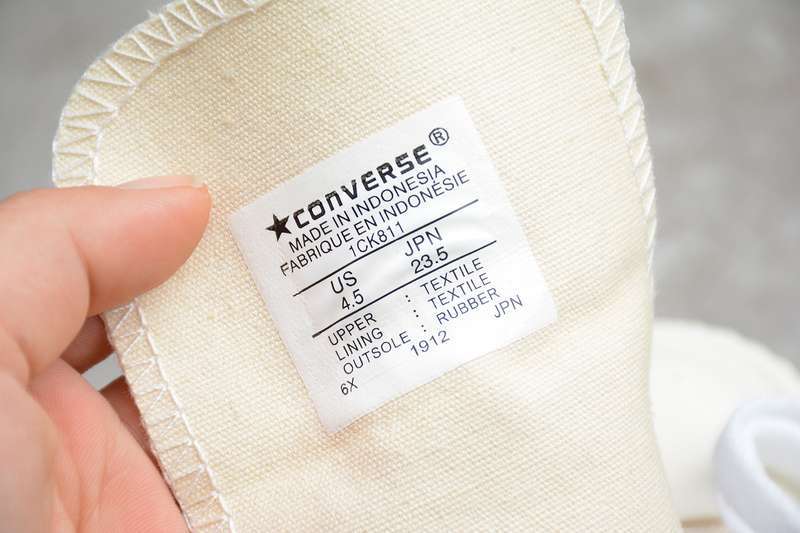 ★CONVERSE®
MADE IN INDONESIA
FABRIQUE EN INDONÉSIE
1CK811
US JPN
4.5 23.5
UPPER : TEXTILE
LINING : TEXTILE
OUTSOLE : RUBBER
6X 1912 JPN